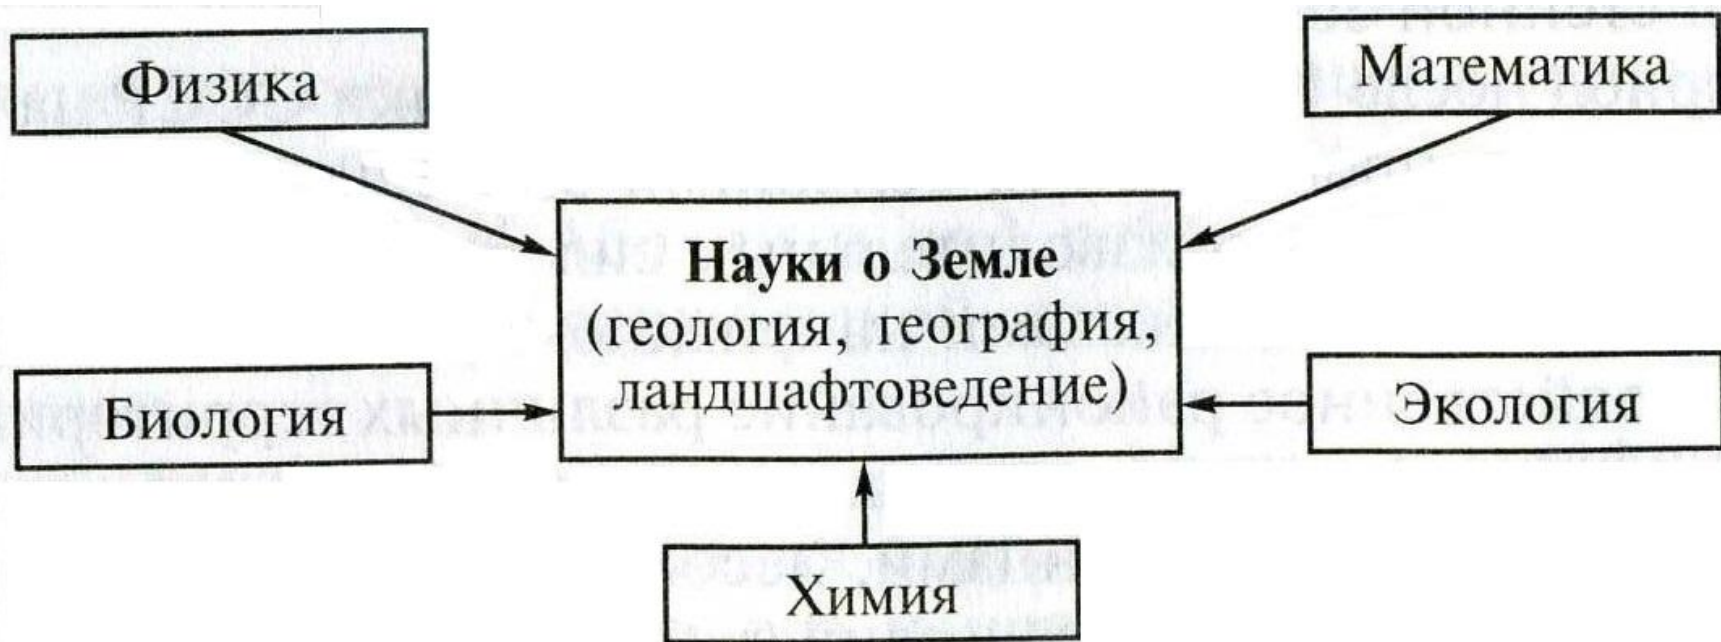 Физика
Математика
Науки о Земле
(геология, география,
ландшафтоведение)
Биология
Экология
Химия